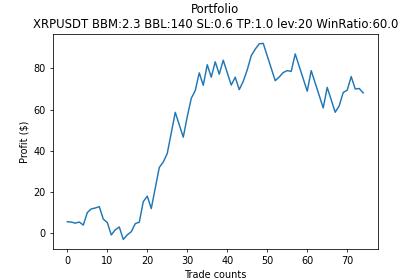 Portfolio
XRPUSDT BBM:2.3 BBL:140 SL:0.6 TP:1.0 lev:20 WinRatio:60.0
Profit ($)
80
60
40
20
0
0 10 20 30 40 50 60 70
Trade counts